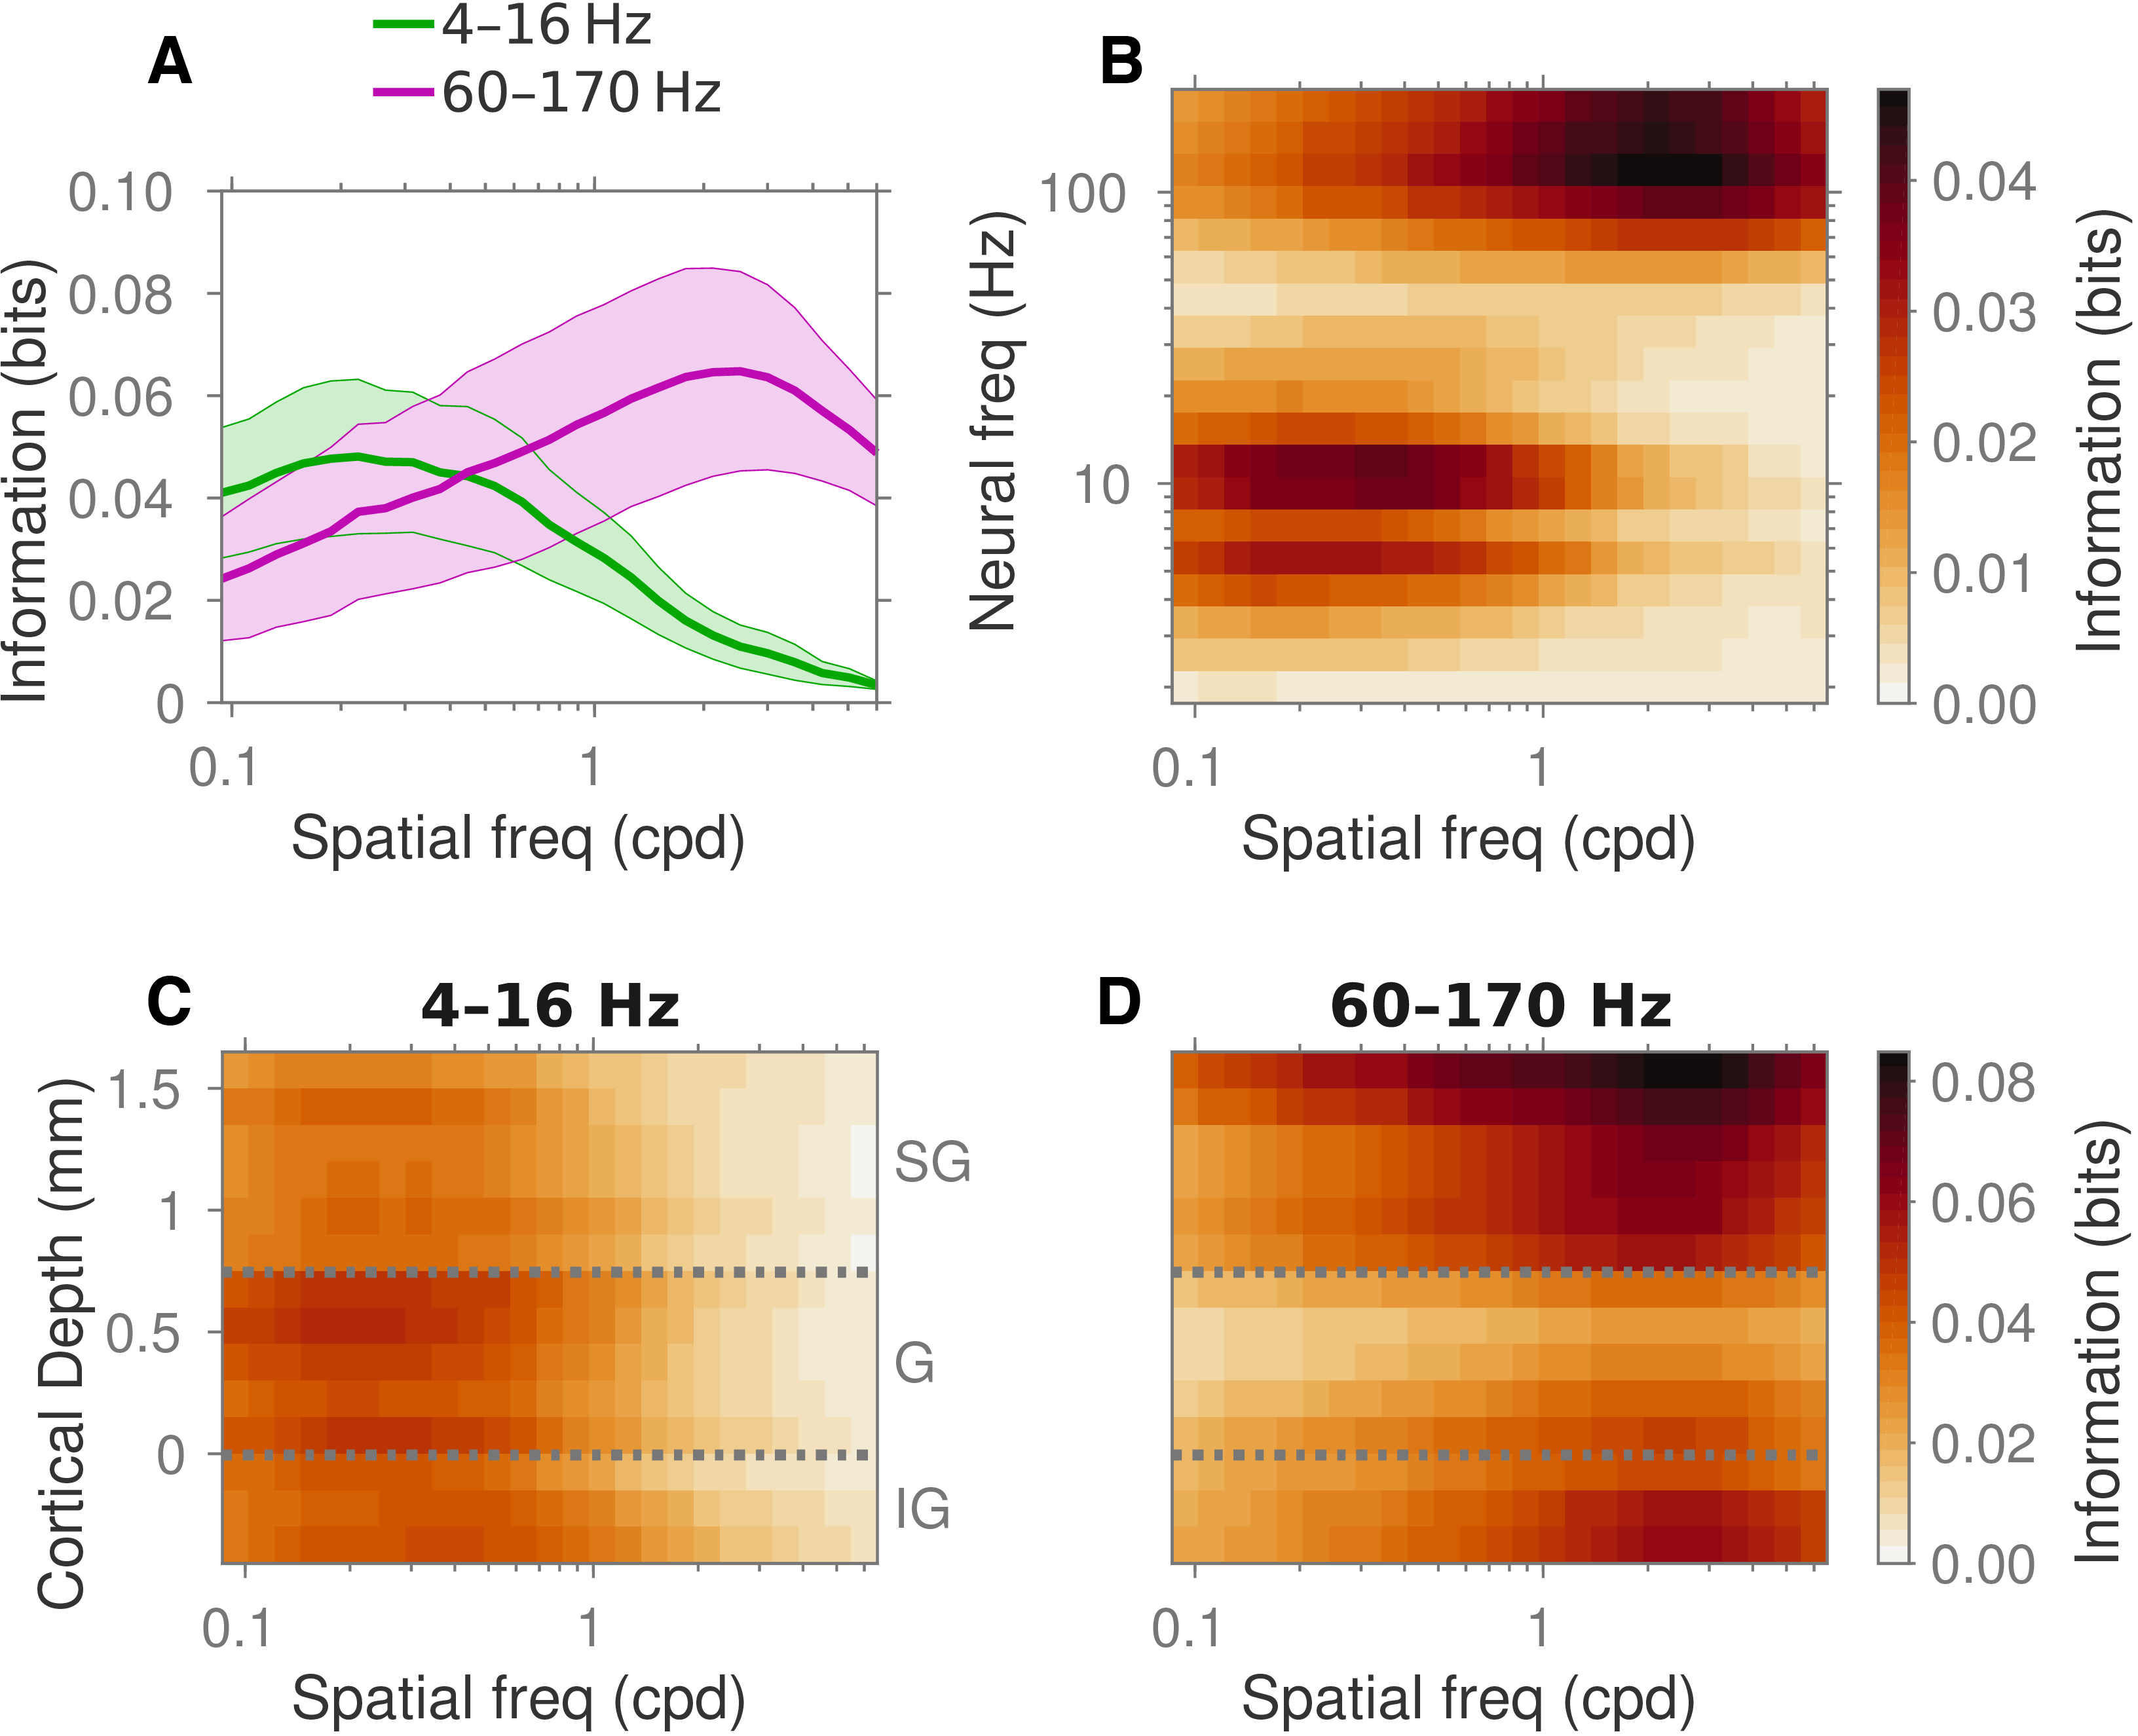 4–16 Hz
60–170 Hz
A
Information (bits)
0.10
0.08
0.06
0.04
0.02
0
0.1 1
Spatial freq (cpd)
B
Neural freq (Hz)
100
10
0.1 1
Spatial freq (cpd)
0.04
0.03
0.02
0.01
0.00
Information (bits)
C
4–16 Hz
Cortical Depth (mm)
1.5
1
0.5
0
SG
G
IG
0.1 1
Spatial freq (cpd)
D
60–170 Hz
0.1 1
Spatial freq (cpd)
0.08
0.06
0.04
0.02
0.00
Information (bits)